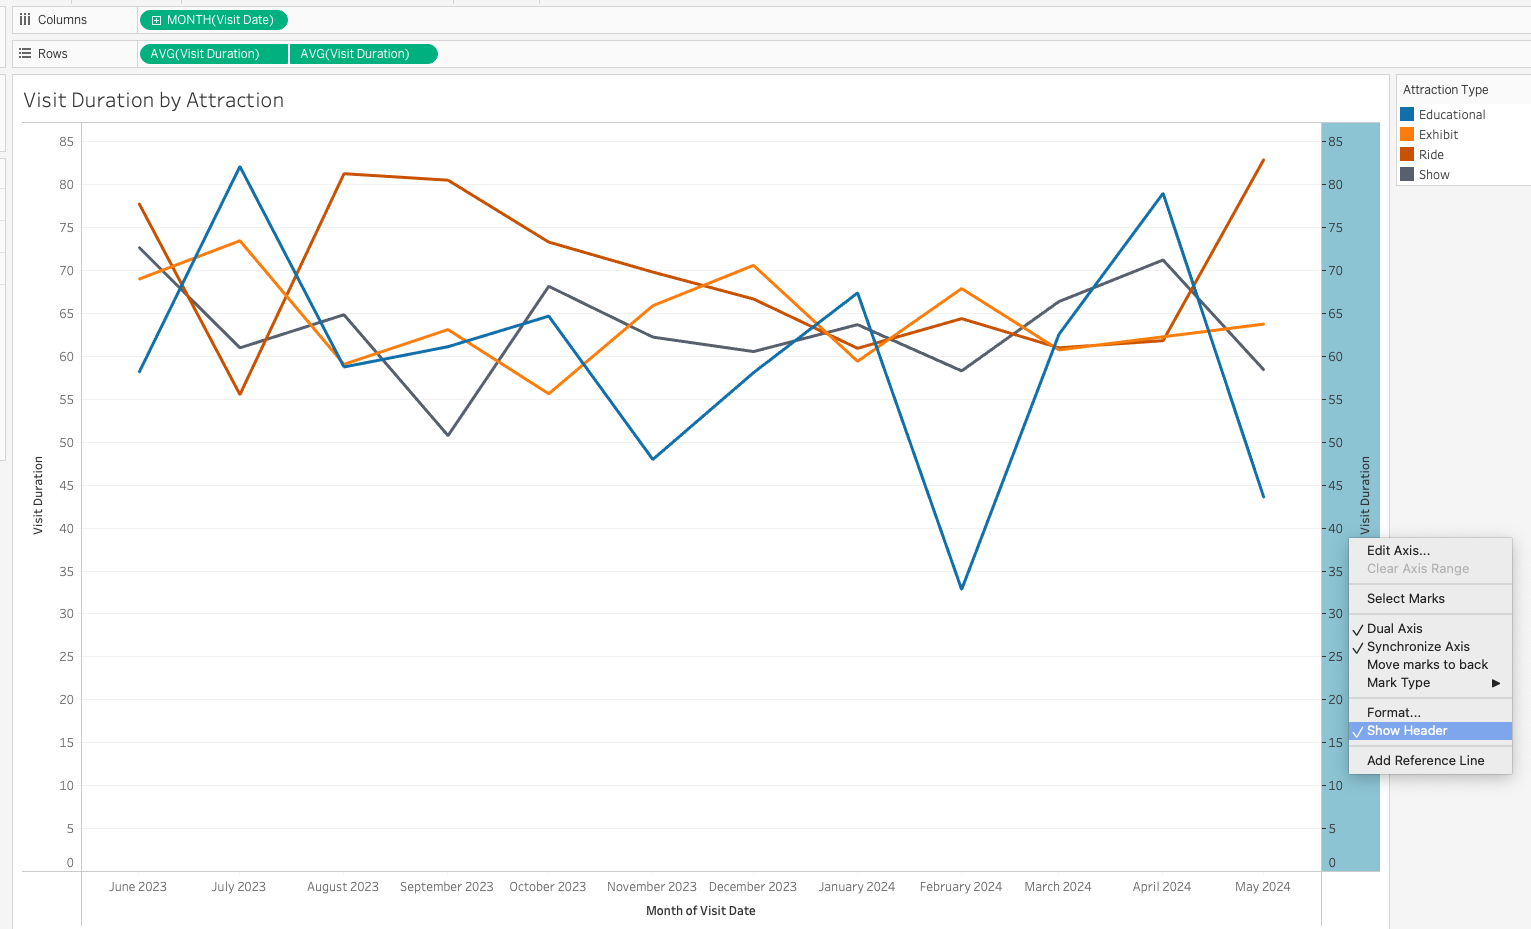 Columns
MONTH(Visit Date)
Rows
AVG(Visit Duration) AVG(Visit Duration)
Visit Duration by Attraction
Attraction Type
Educational
Exhibit
Ride
Show
Visit Duration
85
80
75
70
65
60
55
50
45
40
35
30
25
20
15
10
5
0
85
80
75
70
65
60
55
50
45
40
35
30
25
20
15
10
5
0
Visit Duration
June 2023 July 2023 August 2023 September 2023 October 2023 November 2023 December 2023 January 2024 February 2024 March 2024 April 2024 May 2024
Month of Visit Date
Edit Axis...
Clear Axis Range
Select Marks
Dual Axis
Synchronize Axis
Move marks to back
Mark Type
Format...
Show Header
Add Reference Line